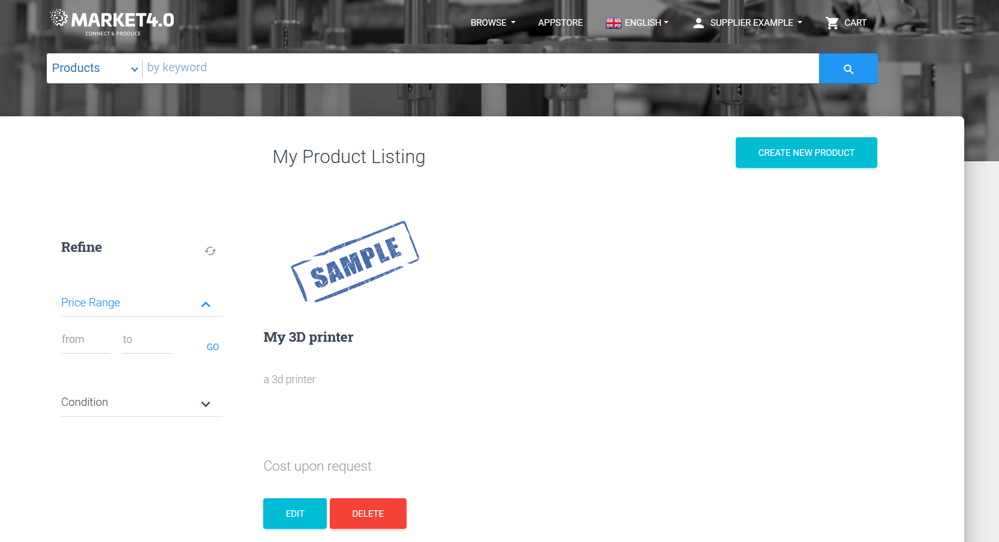 MARKET4.0
CONNECT & PRODUCE
BROWSE
APPSTORE
ENGLISH
SUPPLIER EXAMPLE
CART
Products
by keyword
My Product Listing
CREATE NEW PRODUCT
Refine
Price Range
from to
GO
Condition
SAMPLE
My 3D printer
a 3d printer
Cost upon request
EDIT
DELETE